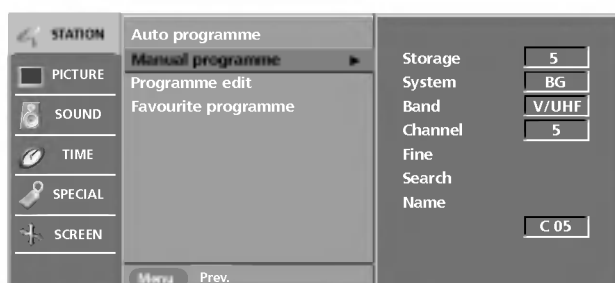 STATION
PICTURE
SOUND
TIME
SPECIAL
SCREEN
Auto programme
Manual programme
Programme edit
Favourite programme
Menu Prev.
Storage 5
System BG
Band V/UHF
Channel 5
Fine
Search
Name
C 05